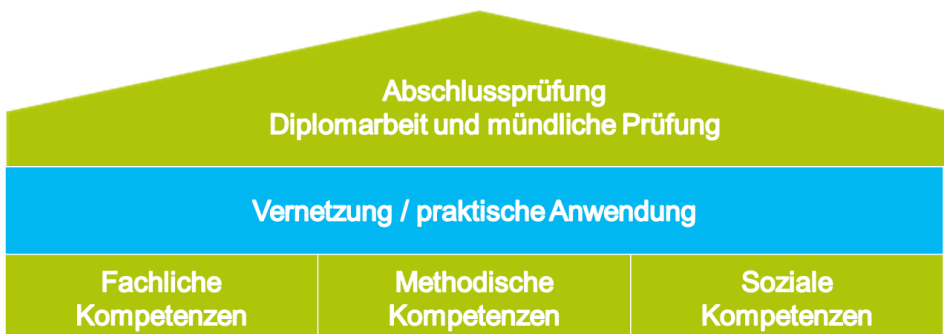 Abschlussprüfung
Diplomarbeit und mündliche Prüfung
Vernetzung / praktische Anwendung
Fachliche
Kompetenzen
Methodische
Kompetenzen
Soziale
Kompetenzen